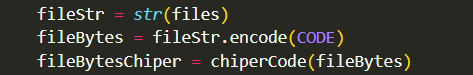 fileStr = str(files)
fileBytes = fileStr.encode(CODE)
fileBytesChiper = chiperCode(fileBytes)